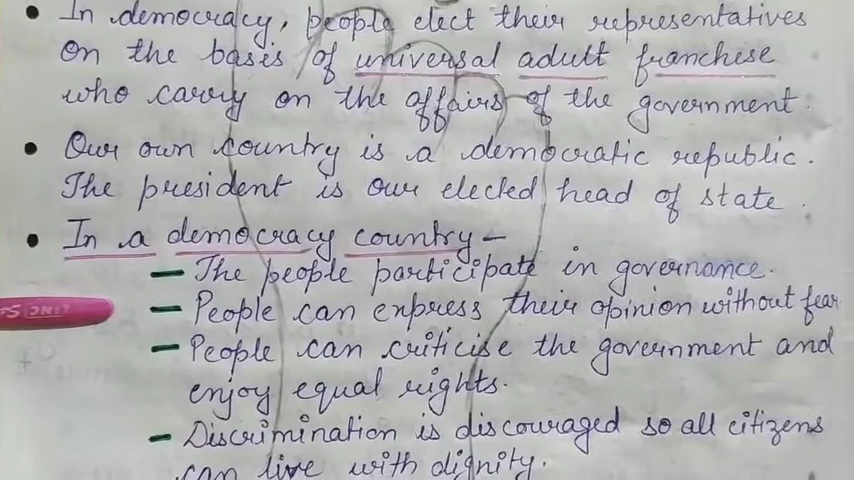 • In democracy, people elect their representatives
on the basis of universal adult franchese
who carry on the affairs of the government.
• Our own country is a democratic republic.
The president is our elected head of state.
• In a democracy country –
– The people participate in governance.
– People can express their opinion without fear
– People can criticise the government and
enjoy equal rights.
– Discrimination is discouraged so all citizens
can live with dignity.